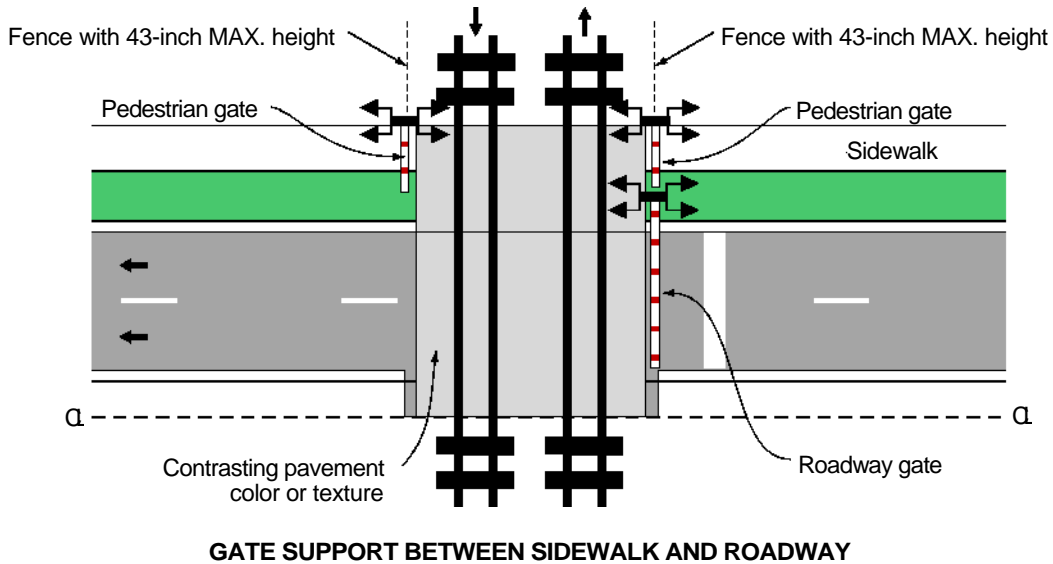 Fence with 43-inch MAX. height
Fence with 43-inch MAX. height
Pedestrian gate
Pedestrian gate
Sidewalk
Contrasting pavement
color or texture
Roadway gate
GATE SUPPORT BETWEEN SIDEWALK AND ROADWAY